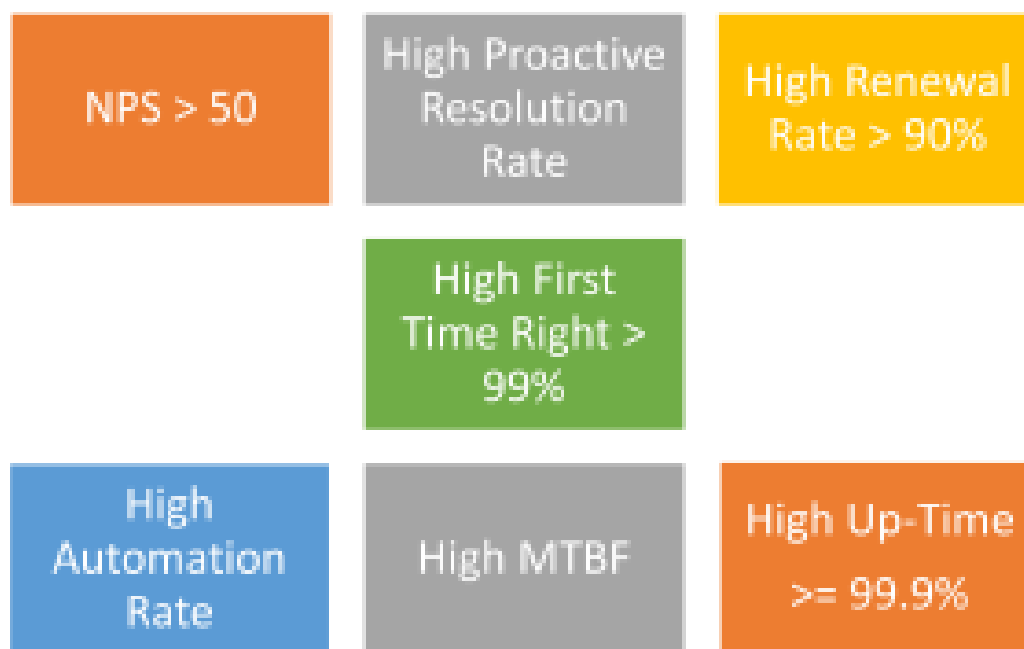 NPS > 50
High Proactive
Resolution
Rate
High Renewal
Rate > 90%
High First
Time Right >
99%
High
Automation
Rate
High MTBF
High Up-Time
>= 99.9%